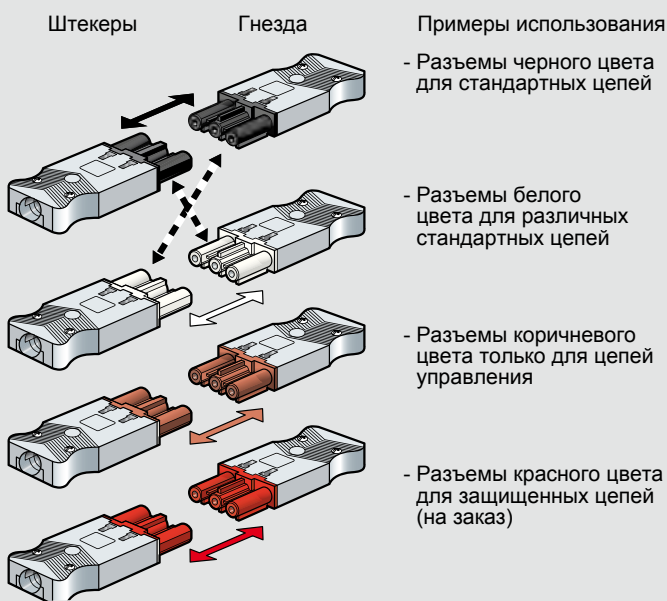 Штекеры
Гнезда
Примеры использования
- Разъемы черного цвета
для стандартных цепей
- Разъемы белого
цвета для различных
стандартных цепей
- Разъемы коричневого
цвета только для цепей
управления
- Разъемы красного цвета
для защищенных цепей
(на заказ)